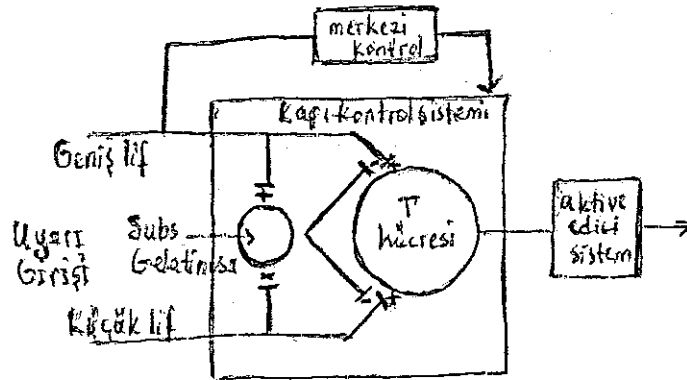 merkezi
kontrol
Kapı kontrol sistemi
Geniş lif
T
hücresi
aktive
edici
sistem
Uyarı
Girişi
Subs
Gelatinosa
Küçük lif